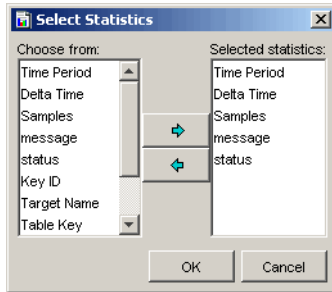 Select Statistics
Choose from:
Time Period
Delta Time
Samples
message
status
Key ID
Target Name
Table Key
Selected statistics:
Time Period
Delta Time
Samples
message
status
OK
Cancel